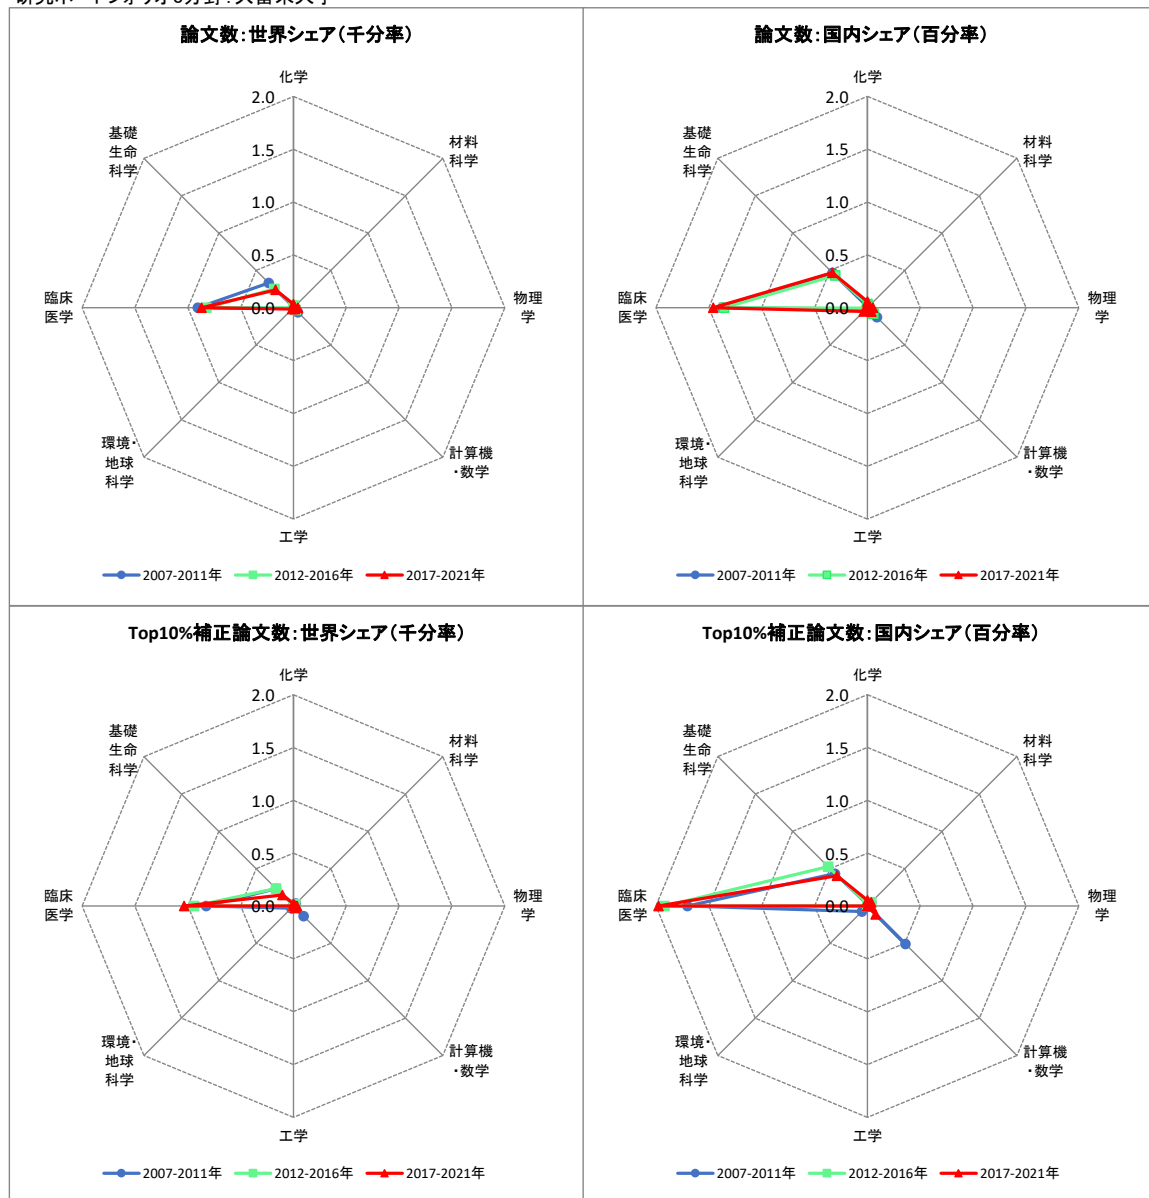 論文数：世界シェア（千分率）
化学
材料
科学
物理
学
計算機
・数学
工学
環境・
地球
科学
臨床
医学
基礎
生命
科学
2.0
1.5
1.0
0.5
0.0
2007-2011年 2012-2016年 2017-2021年
論文数：国内シェア（百分率）
化学
材料
科学
物理
学
計算機
・数学
工学
環境・
地球
科学
臨床
医学
基礎
生命
科学
2.0
1.5
1.0
0.5
0.0
2007-2011年 2012-2016年 2017-2021年
Top10%補正論文数：世界シェア（千分率）
化学
材料
科学
物理
学
計算機
・数学
工学
環境・
地球
科学
臨床
医学
基礎
生命
科学
2.0
1.5
1.0
0.5
0.0
2007-2011年 2012-2016年 2017-2021年
Top10%補正論文数：国内シェア（百分率）
化学
材料
科学
物理
学
計算機
・数学
工学
環境・
地球
科学
臨床
医学
基礎
生命
科学
2.0
1.5
1.0
0.5
0.0
2007-2011年 2012-2016年 2017-2021年